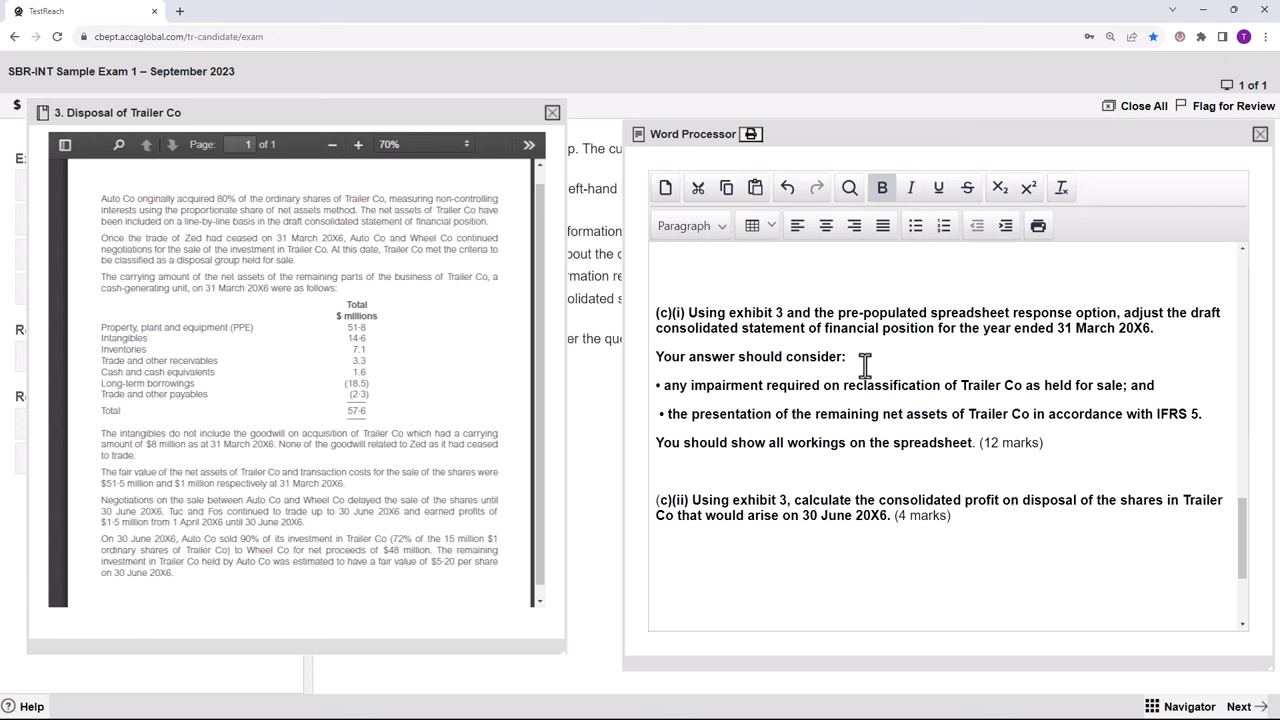 TestReach
cbept.accaglobal.com/tr-candidate/exam
T
SBR-INT Sample Exam 1 – September 2023
1 of 1
$
Close All
Flag for Review
3. Disposal of Trailer Co
Page: 1 of 1
70%
Auto Co originally acquired 80% of the ordinary shares of Trailer Co, measuring non-controlling
interests using the proportionate share of net assets method. The net assets of Trailer Co have
been included on a line-by-line basis in the draft consolidated statement of financial position.
Once the trade of Zed had ceased on 31 March 20X6, Auto Co and Wheel Co continued
negotiations for the sale of the investment in Trailer Co. At this date, Trailer Co met the criteria to
be classified as a disposal group held for sale.
The carrying amount of the net assets of the remaining parts of the business of Trailer Co, a
cash-generating unit, on 31 March 20X6 were as follows:
Total
$ millions
Property, plant and equipment (PPE) 51·8
Intangibles 14·6
Inventories 7.1
Trade and other receivables 3.3
Cash and cash equivalents 1.6
Long-term borrowings (18.5)
Trade and other payables (2·3)
Total 57·6
The intangibles do not include the goodwill on acquisition of Trailer Co which had a carrying
amount of $8 million as at 31 March 20X6. None of the goodwill related to Zed as it had ceased
to trade.
The fair value of the net assets of Trailer Co and transaction costs for the sale of the shares were
$51·5 million and $1 million respectively at 31 March 20X6.
Negotiations on the sale between Auto Co and Wheel Co delayed the sale of the shares until
30 June 20X6. Tuc and Fos continued to trade up to 30 June 20X6 and earned profits of
$1·5 million from 1 April 20X6 until 30 June 20X6.
On 30 June 20X6, Auto Co sold 90% of its investment in Trailer Co (72% of the 15 million $1
ordinary shares of Trailer Co) to Wheel Co for net proceeds of $48 million. The remaining
investment in Trailer Co held by Auto Co was estimated to have a fair value of $5·20 per share
on 30 June 20X6.
p. The cu
eft-hand
formation
bout the c
mation re
olidated s
er the qu
Word Processor
B I U S X2 X2 Ix
Paragraph
(c)(i) Using exhibit 3 and the pre-populated spreadsheet response option, adjust the draft
consolidated statement of financial position for the year ended 31 March 20X6.
Your answer should consider:
• any impairment required on reclassification of Trailer Co as held for sale; and
• the presentation of the remaining net assets of Trailer Co in accordance with IFRS 5.
You should show all workings on the spreadsheet. (12 marks)
(c)(ii) Using exhibit 3, calculate the consolidated profit on disposal of the shares in Trailer
Co that would arise on 30 June 20X6. (4 marks)
Help
Navigator
Next